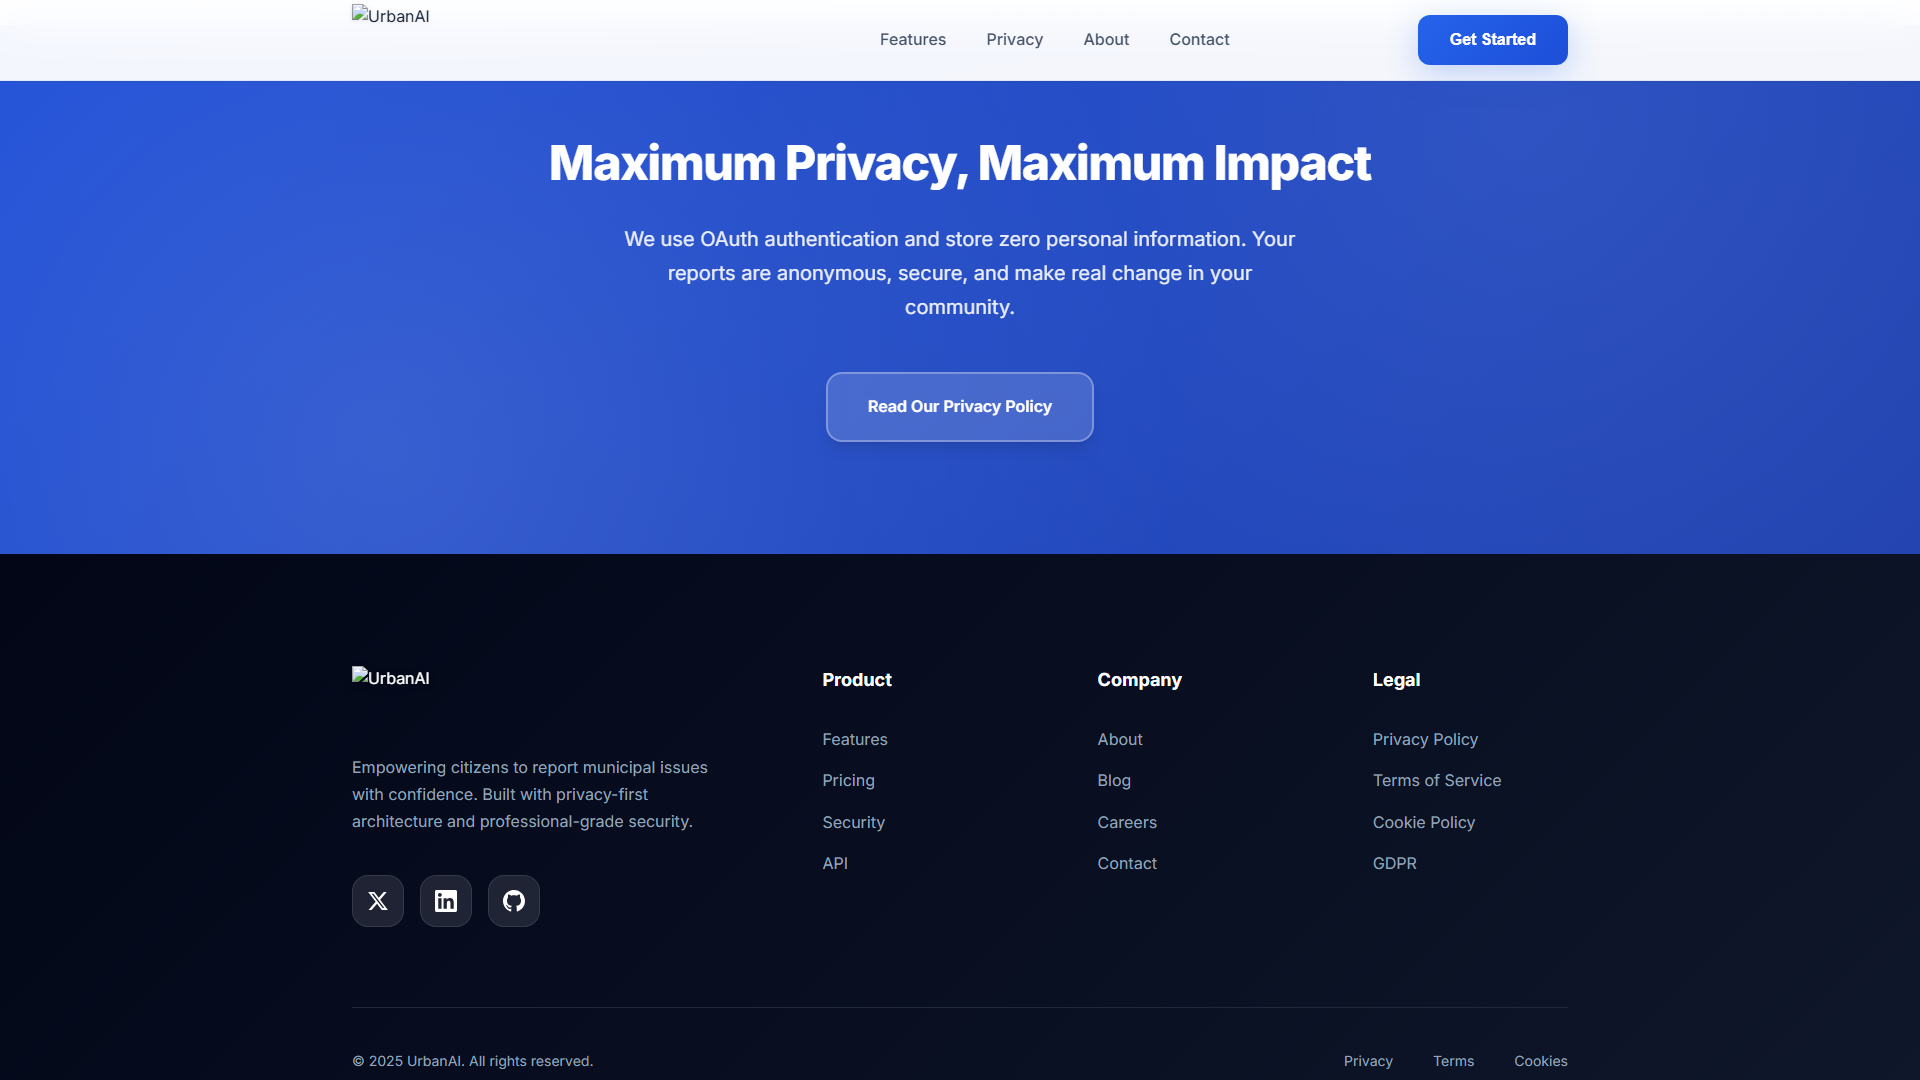 UrbanAI
Features
Privacy
About
Contact
Get Started
Maximum Privacy, Maximum Impact
We use OAuth authentication and store zero personal information. Your
reports are anonymous, secure, and make real change in your
community.
Read Our Privacy Policy
UrbanAI
Empowering citizens to report municipal issues
with confidence. Built with privacy-first
architecture and professional-grade security.
Product
Features
Pricing
Security
API
Company
About
Blog
Careers
Contact
Legal
Privacy Policy
Terms of Service
Cookie Policy
GDPR
© 2025 UrbanAI. All rights reserved.
Privacy
Terms
Cookies